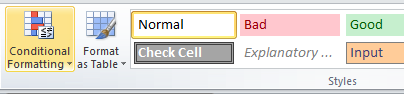 Conditional Formatting
Format as Table
Normal
Bad
Good
Check Cell
Explanatory ...
Input
Styles